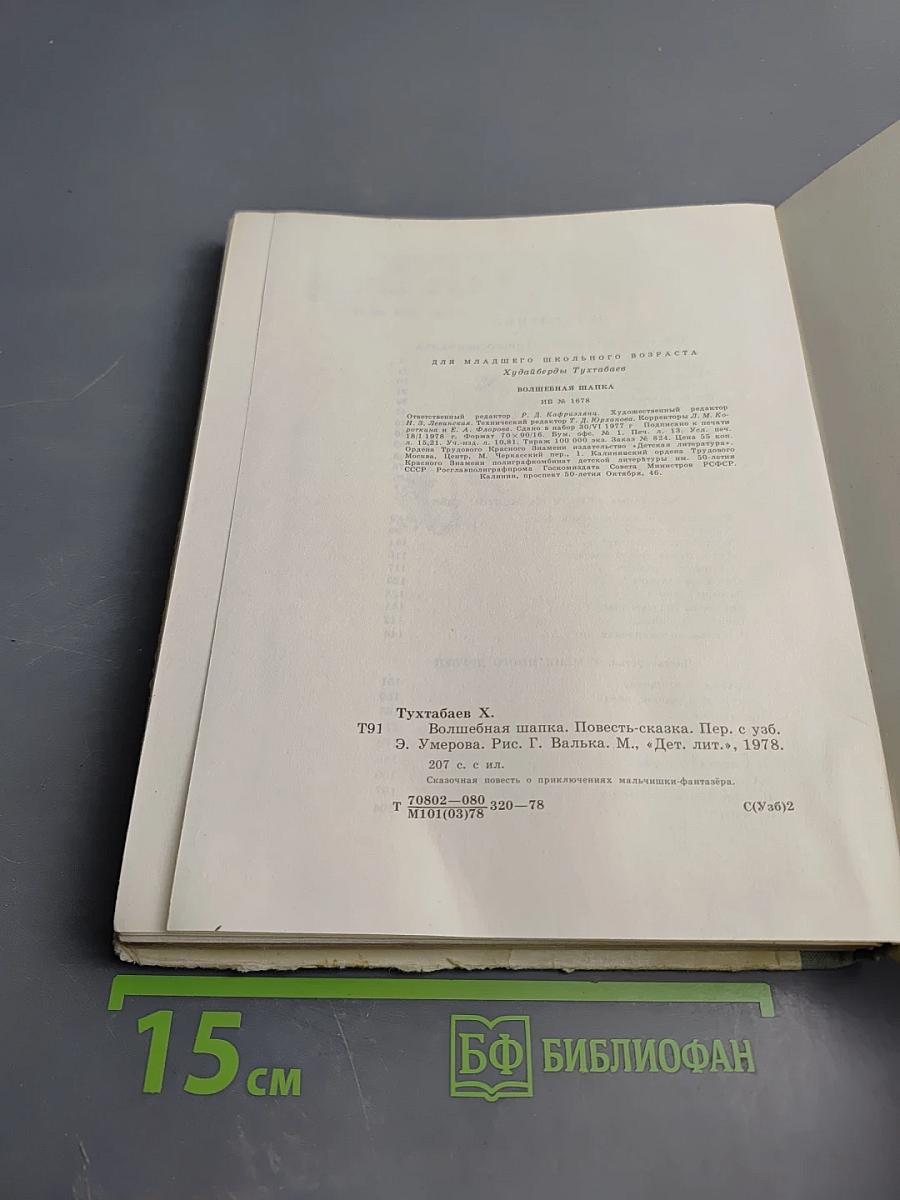 ДЛЯ МЛАДШЕГО ШКОЛЬНОГО ВОЗРАСТА
Худайберды Тухтабаев
ВОЛШЕБНАЯ ШАПКА
ИБ № 1678
Ответственный редактор Р. Д. Кафриэлянц. Художественный редактор
Н. З. Левинская. Технический редактор Т. Д. Юрханова. Корректоры Л. М. Ко-
роткина и Е. А. Флорова. Сдано в набор 30/VI 1977 г Подписано к печати
18/I 1978 г. Формат 70×90/16. Бум. офс. № 1. Печ. л. 13. Усл. печ.
л. 15,21. Уч.-изд. л. 10,81. Тираж 100 000 экз. Заказ № 824. Цена 55 коп.
Ордена Трудового Красного Знамени издательство «Детская литература».
Москва, Центр, М. Черкасский пер., 1. Калининский ордена Трудового
Красного Знамени полиграфкомбинат детской литературы им. 50-летия
СССР Росглавполиграфпрома Госкомиздата Совета Министров РСФСР.
Калинин, проспект 50-летия Октября, 46.
Тухтабаев Х.
Т91 Волшебная шапка. Повесть-сказка. Пер. с узб.
Э. Умерова. Рис. Г. Валька. М., «Дет. лит.», 1978.
207 с. с ил.
Сказочная повесть о приключениях мальчишки-фантазёра.
Т 70802—080
М101(03)78 320—78 С(Узб)2
15 см
БФ БИБЛИОФАН